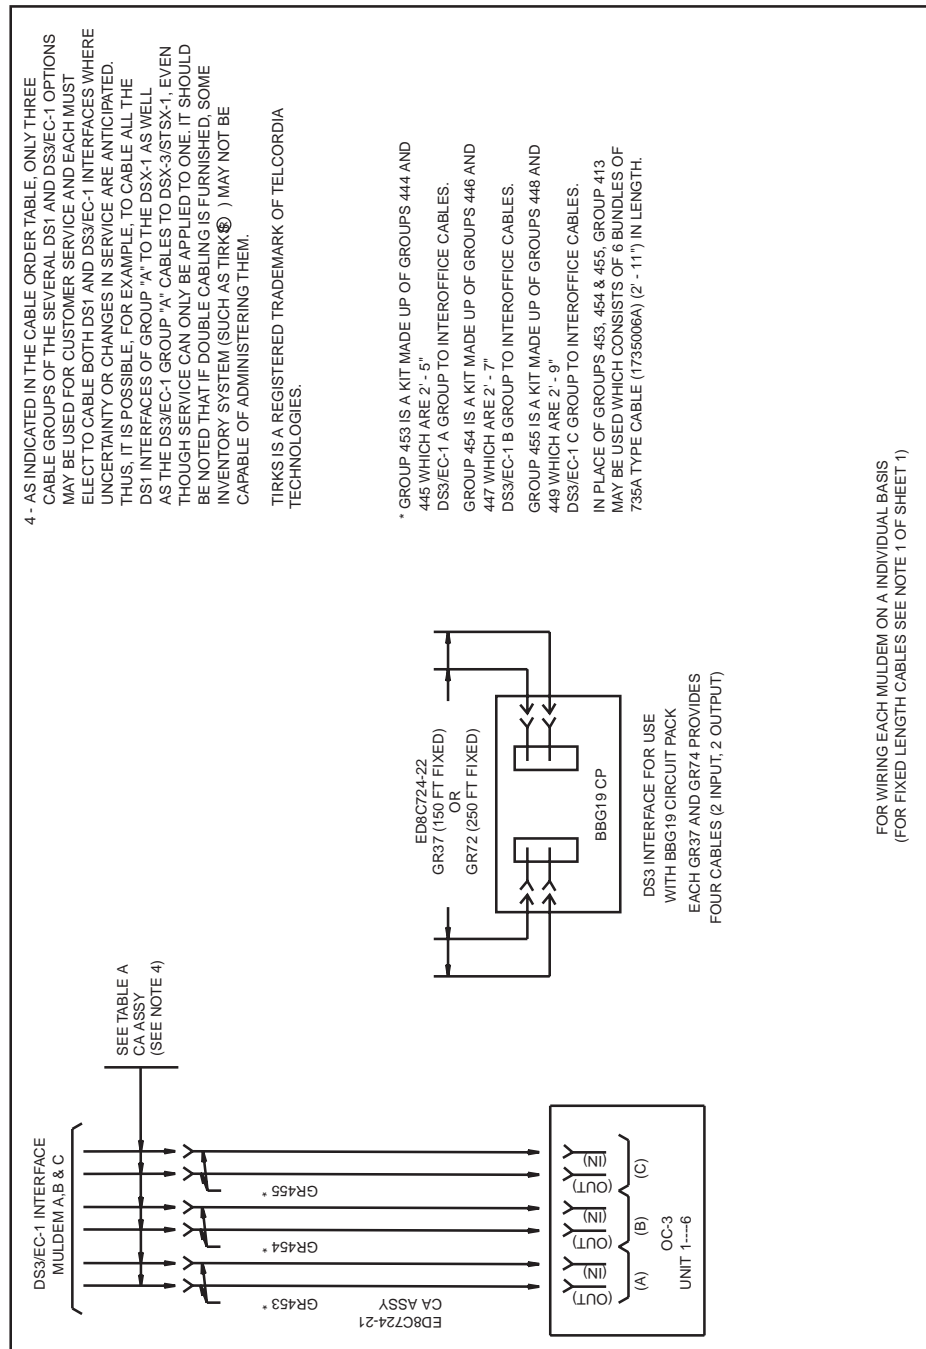 4 - AS INDICATED IN THE CABLE ORDER TABLE, ONLY THREE
CABLE GROUPS OF THE SEVERAL DS1 AND DS3/EC-1 OPTIONS
MAY BE USED FOR CUSTOMER SERVICE AND EACH MUST
ELECT TO CABLE BOTH DS1 AND DS3/EC-1 INTERFACES WHERE
UNCERTAINTY OR CHANGES IN SERVICE ARE ANTICIPATED.
THUS, IT IS POSSIBLE, FOR EXAMPLE, TO CABLE ALL THE
DS1 INTERFACES OF GROUP "A" TO THE DSX-1 AS WELL
AS THE DS3/EC-1 GROUP "A" CABLES TO DSX-3/STSX-1, EVEN
THOUGH SERVICE CAN ONLY BE APPLIED TO ONE. IT SHOULD
BE NOTED THAT IF DOUBLE CABLING IS FURNISHED, SOME
INVENTORY SYSTEM (SUCH AS TIRKS® ) MAY NOT BE
CAPABLE OF ADMINISTERING THEM.
TIRKS IS A REGISTERED TRADEMARK OF TELCORDIA
TECHNOLOGIES.
* GROUP 453 IS A KIT MADE UP OF GROUPS 444 AND
445 WHICH ARE 2' - 5"
DS3/EC-1 A GROUP TO INTEROFFICE CABLES.
GROUP 454 IS A KIT MADE UP OF GROUPS 446 AND
447 WHICH ARE 2' - 7"
DS3/EC-1 B GROUP TO INTEROFFICE CABLES.
GROUP 455 IS A KIT MADE UP OF GROUPS 448 AND
449 WHICH ARE 2' - 9"
DS3/EC-1 C GROUP TO INTEROFFICE CABLES.
IN PLACE OF GROUPS 453, 454 & 455, GROUP 413
MAY BE USED WHICH CONSISTS OF 6 BUNDLES OF
735A TYPE CABLE (1735006A) (2' - 11") IN LENGTH.
ED8C724-22
GR37 (150 FT FIXED)
OR
GR72 (250 FT FIXED)
BBG19 CP
DS3 INTERFACE FOR USE
WITH BBG19 CIRCUIT PACK
EACH GR37 AND GR74 PROVIDES
FOUR CABLES (2 INPUT, 2 OUTPUT)
SEE TABLE A
CA ASSY
(SEE NOTE 4)
DS3/EC-1 INTERFACE
MULDEM A,B & C
GR455 *
GR454 *
GR453 *
ED8C724-21
CA ASSY
(IN)
(OUT)
(C)
(IN)
(OUT)
(B)
(IN)
(OUT)
(A)
OC-3
UNIT 1----6
FOR WIRING EACH MULDEM ON A INDIVIDUAL BASIS
(FOR FIXED LENGTH CABLES SEE NOTE 1 OF SHEET 1)